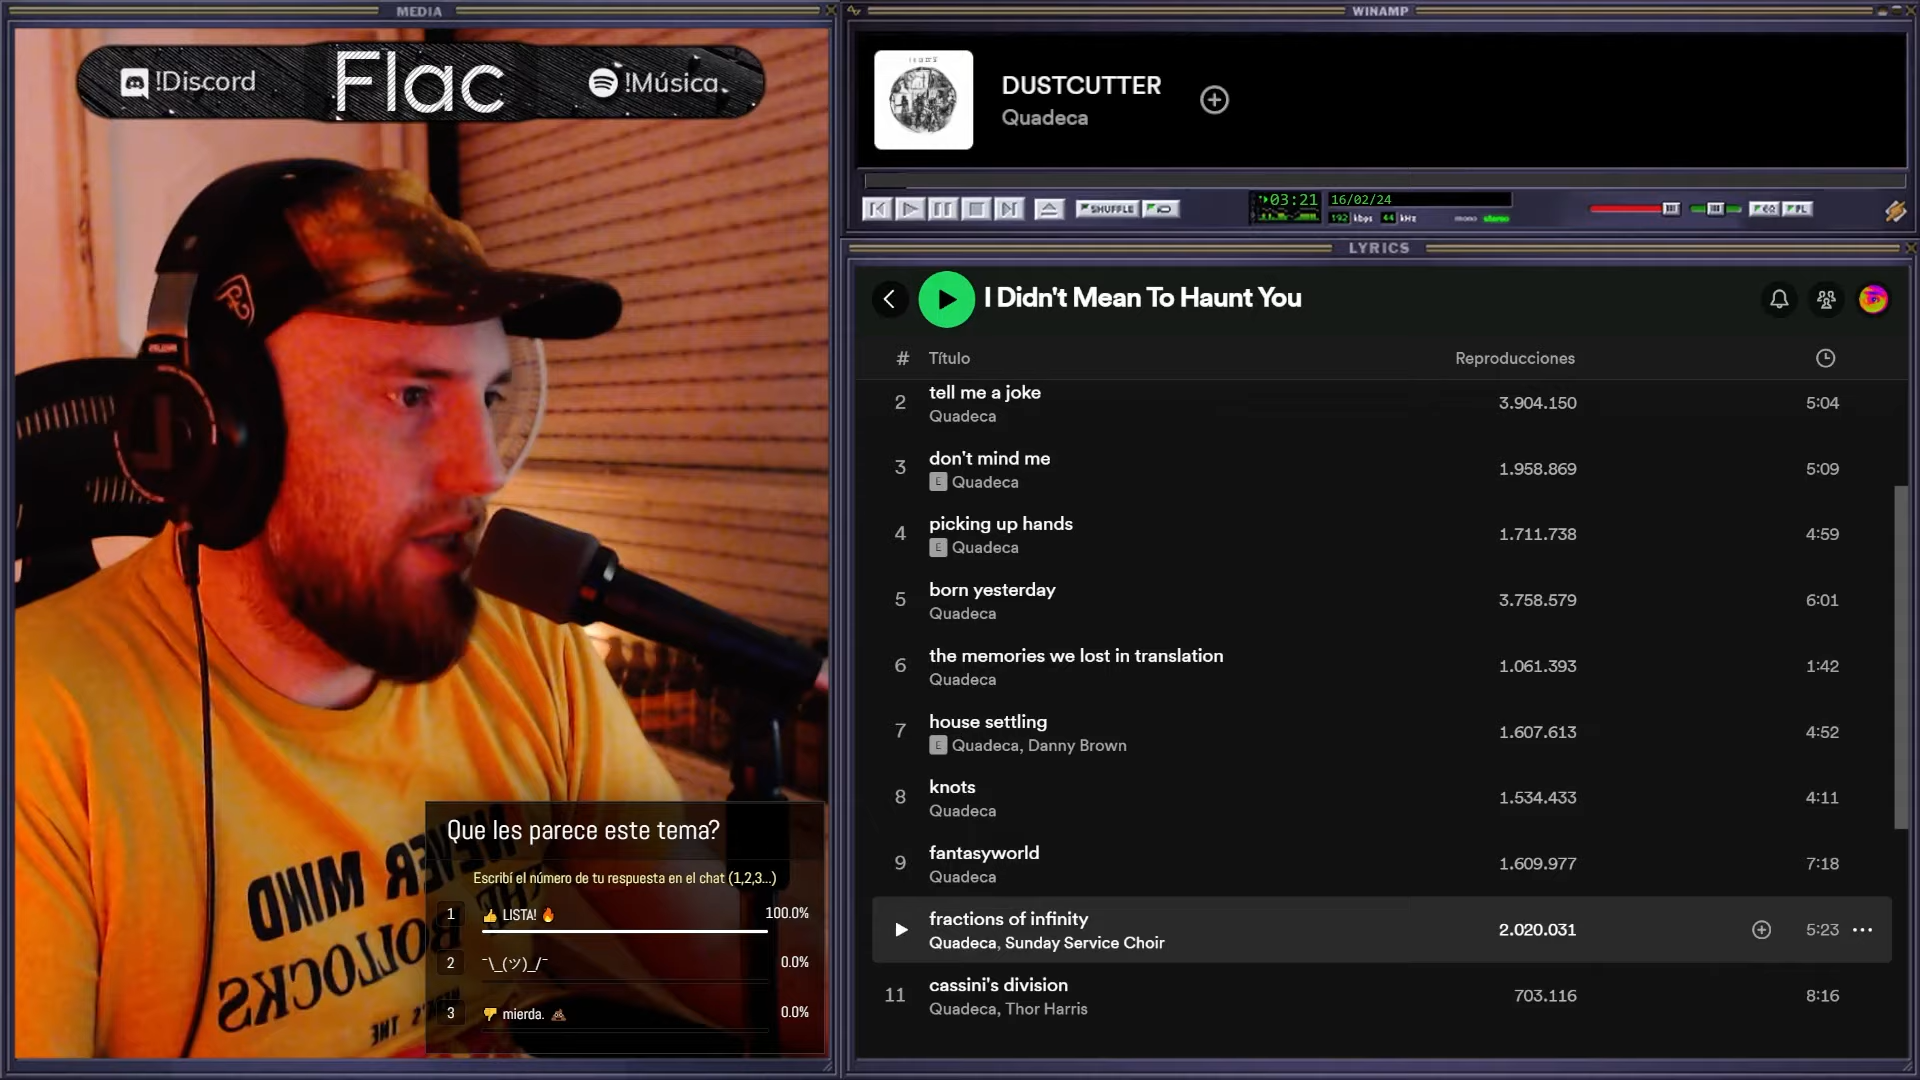 MEDIA
!Discord
Flac
!Música
NEVER MIND
THE BOLLOCKS
Que les parece este tema?
Escribí el número de tu respuesta en el chat (1,2,3...)
1 👍 LISTA! 🔥 100.0%
2 ¯\_(ツ)_/¯ 0.0%
3 👎 mierda. 💩 0.0%
WINAMP
DUSTCUTTER
Quadeca
SHUFFLE
03:21
16/02/24
192 kbps 44 kHz mono stereo
EQ PL
LYRICS
I Didn't Mean To Haunt You
# Título Reproducciones
2 tell me a joke 3.904.150 5:04
Quadeca
3 don't mind me 1.958.869 5:09
E Quadeca
4 picking up hands 1.711.738 4:59
E Quadeca
5 born yesterday 3.758.579 6:01
Quadeca
6 the memories we lost in translation 1.061.393 1:42
Quadeca
7 house settling 1.607.613 4:52
E Quadeca, Danny Brown
8 knots 1.534.433 4:11
Quadeca
9 fantasyworld 1.609.977 7:18
Quadeca
fractions of infinity 2.020.031 5:23
Quadeca, Sunday Service Choir
11 cassini's division 703.116 8:16
Quadeca, Thor Harris